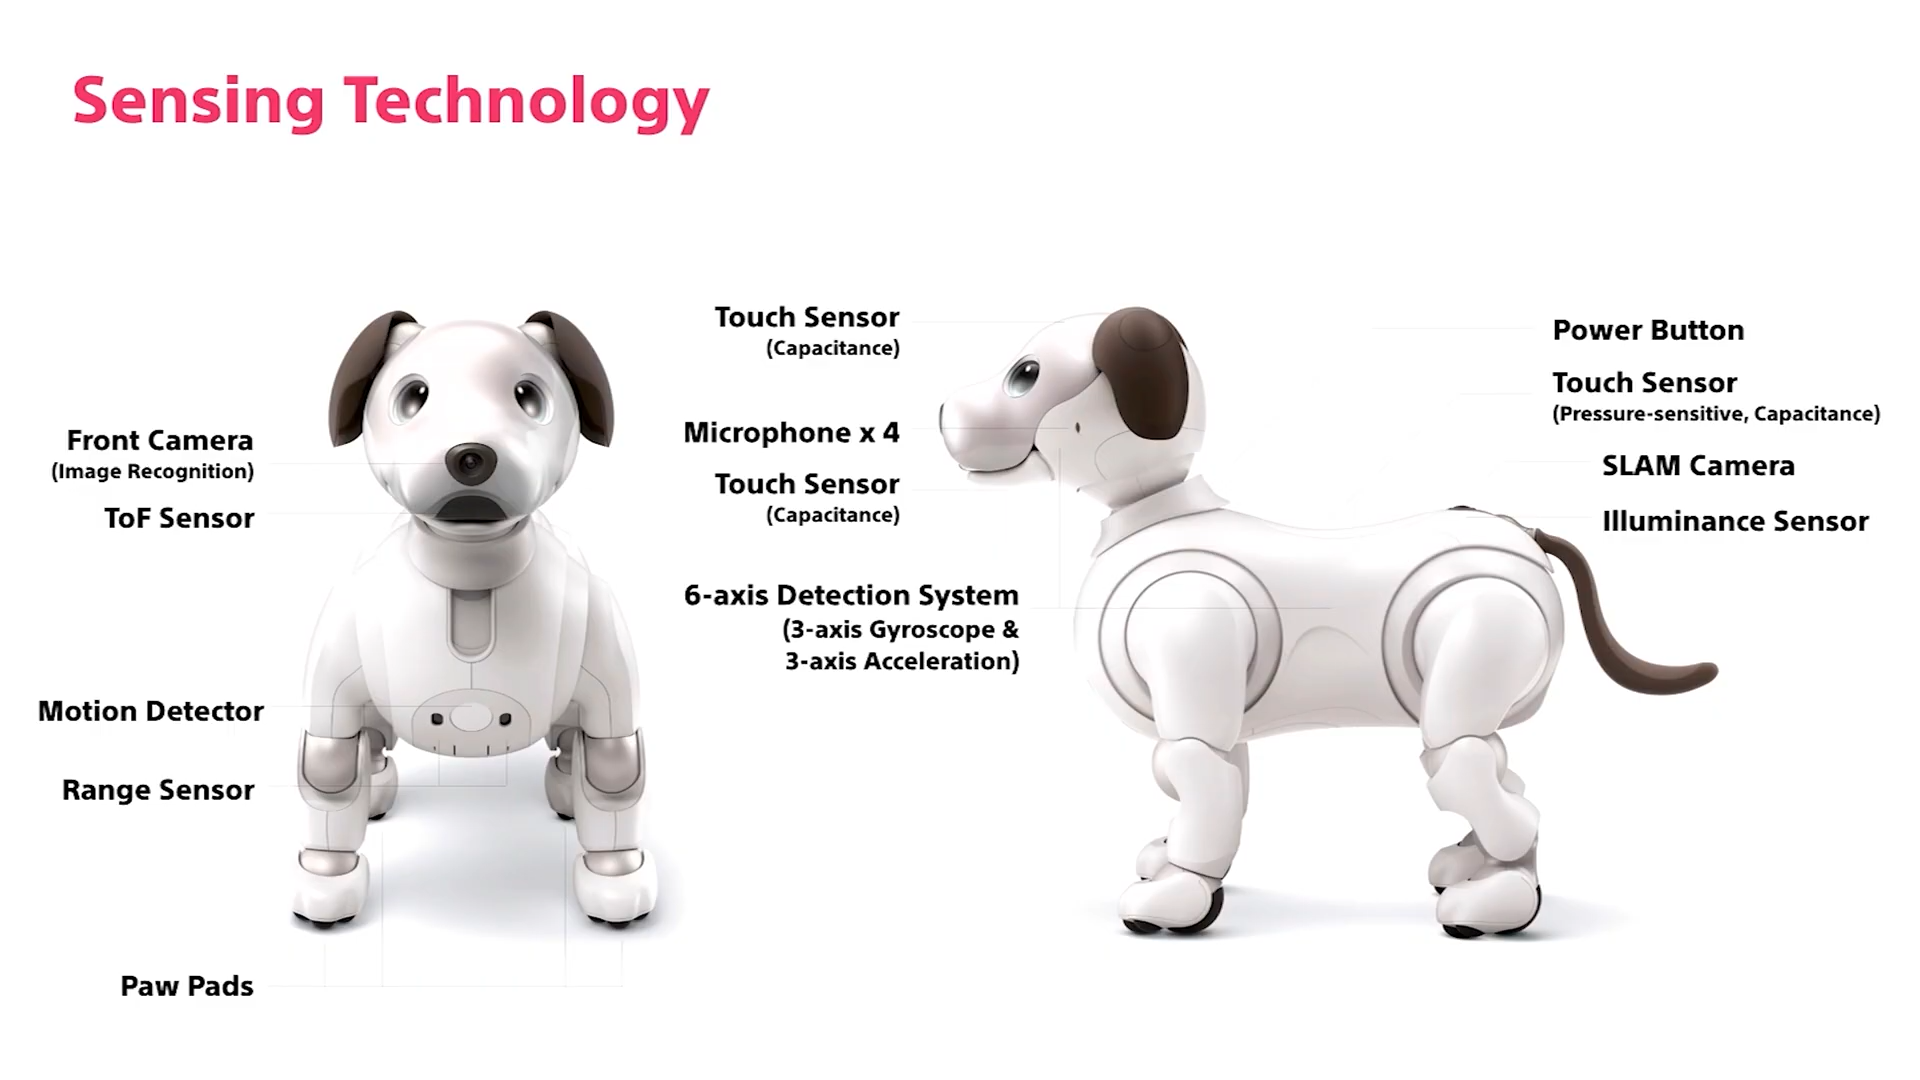 Sensing Technology
Front Camera
(Image Recognition)
ToF Sensor
Motion Detector
Range Sensor
Paw Pads
Touch Sensor
(Capacitance)
Microphone x 4
Touch Sensor
(Capacitance)
6-axis Detection System
(3-axis Gyroscope &
3-axis Acceleration)
Power Button
Touch Sensor
(Pressure-sensitive, Capacitance)
SLAM Camera
Illuminance Sensor